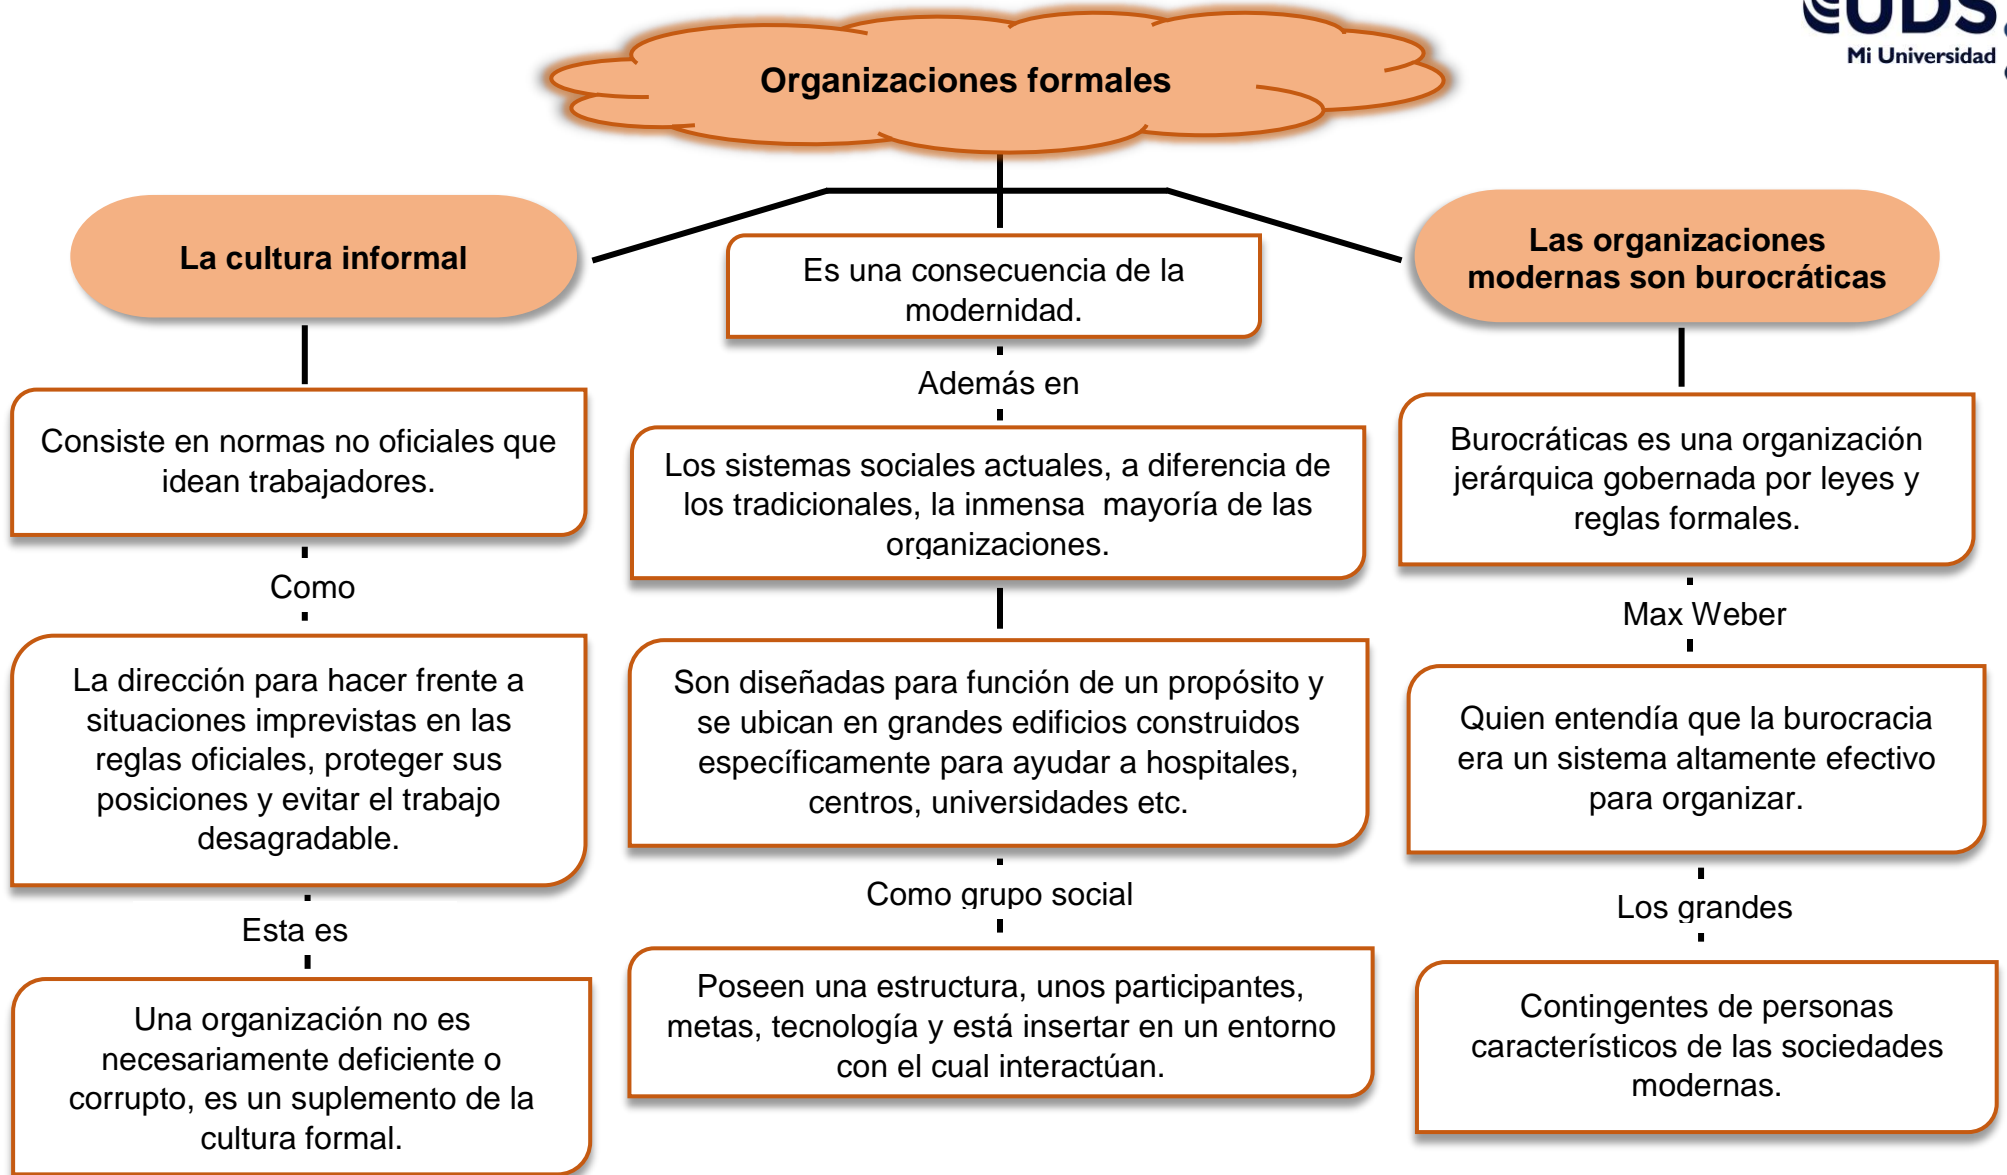 UDS
Mi Universidad
Organizaciones formales
La cultura informal
Consiste en normas no oficiales que
idean trabajadores.
Como
La dirección para hacer frente a
situaciones imprevistas en las
reglas oficiales, proteger sus
posiciones y evitar el trabajo
desagradable.
Esta es
Una organización no es
necesariamente deficiente o
corrupto, es un suplemento de la
cultura formal.
Es una consecuencia de la
modernidad.
Además en
Los sistemas sociales actuales, a diferencia de
los tradicionales, la inmensa  mayoría de las
organizaciones.
Son diseñadas para función de un propósito y
se ubican en grandes edificios construidos
específicamente para ayudar a hospitales,
centros, universidades etc.
Como grupo social
Poseen una estructura, unos participantes,
metas, tecnología y está insertar en un entorno
con el cual interactúan.
Las organizaciones
modernas son burocráticas
Burocráticas es una organización
jerárquica gobernada por leyes y
reglas formales.
Max Weber
Quien entendía que la burocracia
era un sistema altamente efectivo
para organizar.
Los grandes
Contingentes de personas
característicos de las sociedades
modernas.